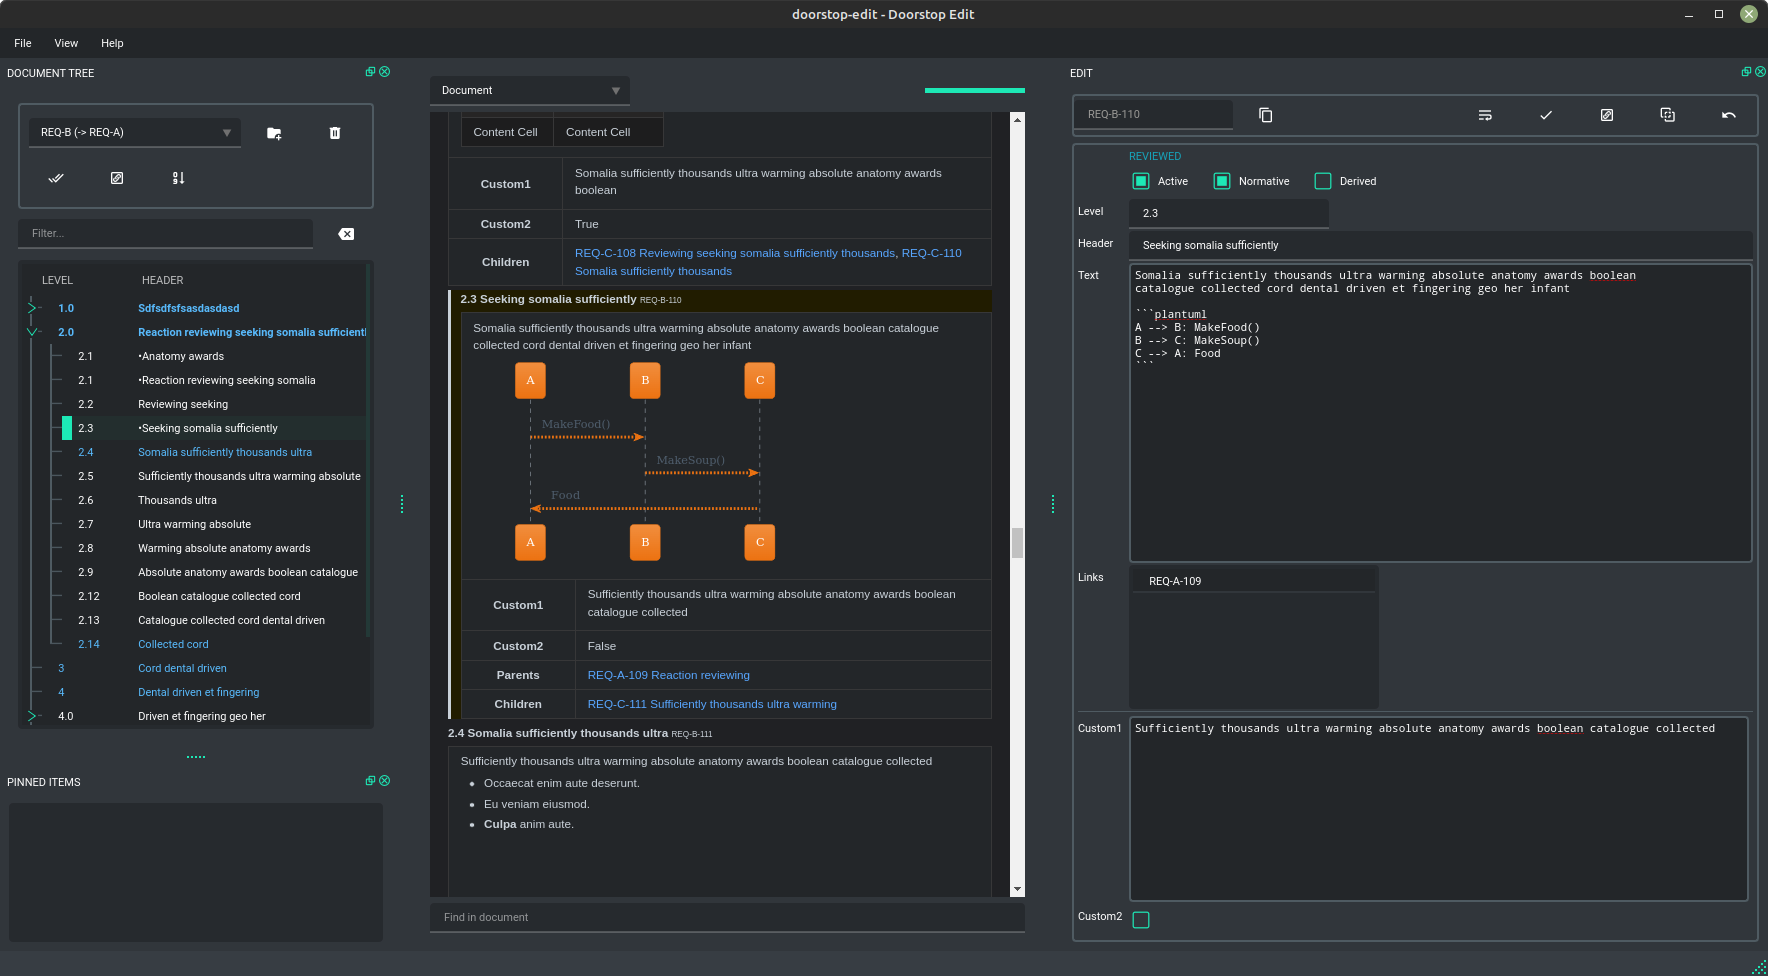 doorstop-edit - Doorstop Edit
File View Help
DOCUMENT TREE
REQ-B (-> REQ-A)
Filter...
LEVEL HEADER
1.0 Sdfsdfsfsasdasdasd
2.0 Reaction reviewing seeking somalia sufficientl
2.1 •Anatomy awards
2.1 •Reaction reviewing seeking somalia
2.2 Reviewing seeking
2.3 •Seeking somalia sufficiently
2.4 Somalia sufficiently thousands ultra
2.5 Sufficiently thousands ultra warming absolute
2.6 Thousands ultra
2.7 Ultra warming absolute
2.8 Warming absolute anatomy awards
2.9 Absolute anatomy awards boolean catalogue
2.12 Boolean catalogue collected cord
2.13 Catalogue collected cord dental driven
2.14 Collected cord
3 Cord dental driven
4 Dental driven et fingering
4.0 Driven et fingering geo her
PINNED ITEMS
Document
Content Cell Content Cell
Custom1 Somalia sufficiently thousands ultra warming absolute anatomy awards
boolean
Custom2 True
Children REQ-C-108 Reviewing seeking somalia sufficiently thousands, REQ-C-110
Somalia sufficiently thousands
2.3 Seeking somalia sufficiently REQ-B-110
Somalia sufficiently thousands ultra warming absolute anatomy awards boolean catalogue
collected cord dental driven et fingering geo her infant
A B C
MakeFood()
MakeSoup()
Food
A B C
Custom1 Sufficiently thousands ultra warming absolute anatomy awards boolean
catalogue collected
Custom2 False
Parents REQ-A-109 Reaction reviewing
Children REQ-C-111 Sufficiently thousands ultra warming
2.4 Somalia sufficiently thousands ultra REQ-B-111
Sufficiently thousands ultra warming absolute anatomy awards boolean catalogue collected
• Occaecat enim aute deserunt.
• Eu veniam eiusmod.
• Culpa anim aute.
Find in document
EDIT
REQ-B-110
REVIEWED
Active Normative Derived
Level 2.3
Header Seeking somalia sufficiently
Text Somalia sufficiently thousands ultra warming absolute anatomy awards boolean
catalogue collected cord dental driven et fingering geo her infant
```plantuml
A --> B: MakeFood()
B --> C: MakeSoup()
C --> A: Food
```
Links REQ-A-109
Custom1 Sufficiently thousands ultra warming absolute anatomy awards boolean catalogue collected
Custom2